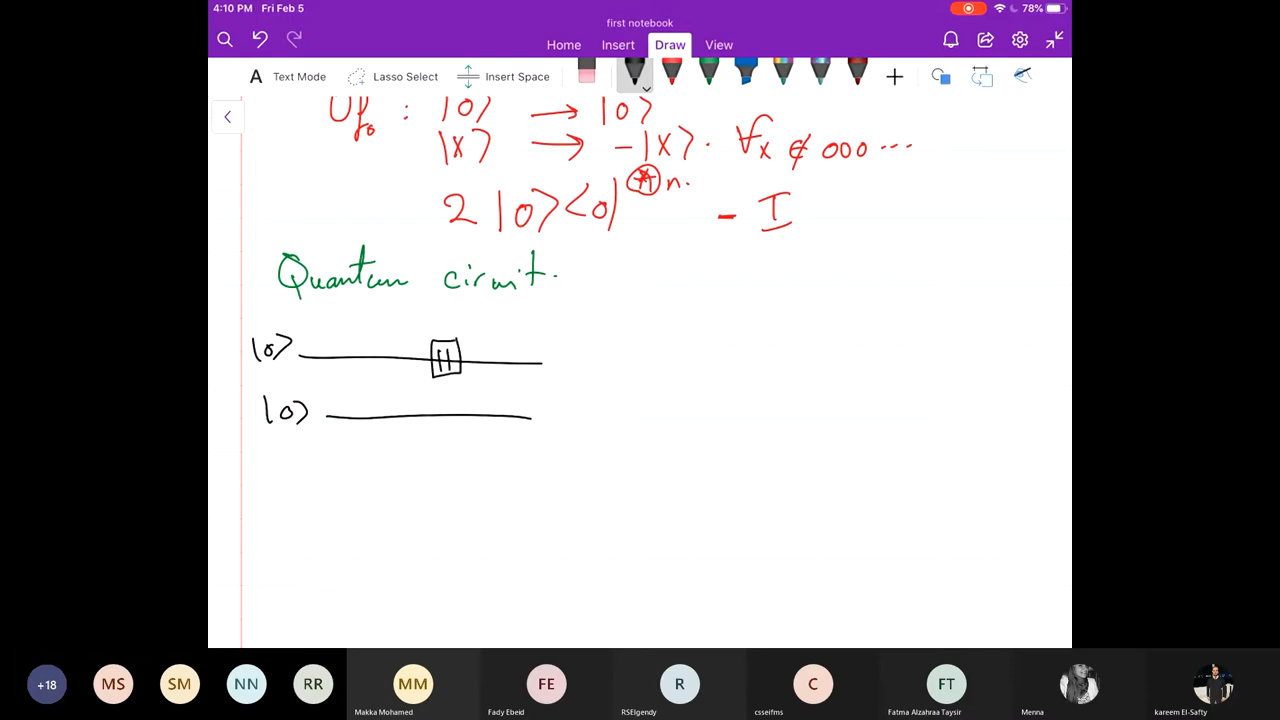 4:10 PM Fri Feb 5
78%
first notebook
Home Insert Draw View
A Text Mode Lasso Select Insert Space
Uf₀ : |0⟩ → |0⟩
|x⟩ → -|x⟩. ∀x ∉ 000 ...
2 |0⟩<0| ⊗n. - I
Quantum circuit.
|0⟩
|0⟩
+18 MS SM NN RR MM FE R C FT
Makka Mohamed Fady Ebeid RSElgendy csseifms Fatma Alzahraa Taysir Menna kareem El-Safty